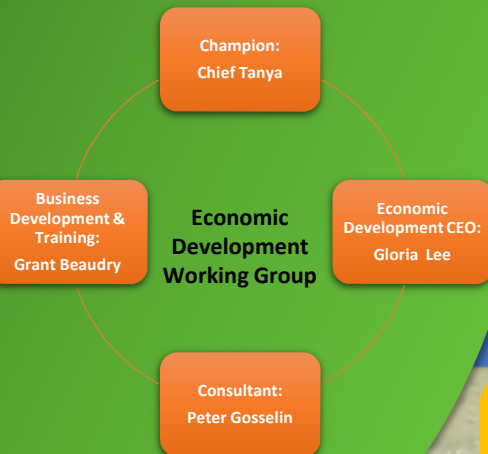 Champion:
Chief Tanya
Business
Development &
Training:
Grant Beaudry
Economic
Development
Working Group
Economic
Development CEO:
Gloria Lee
Consultant:
Peter Gosselin